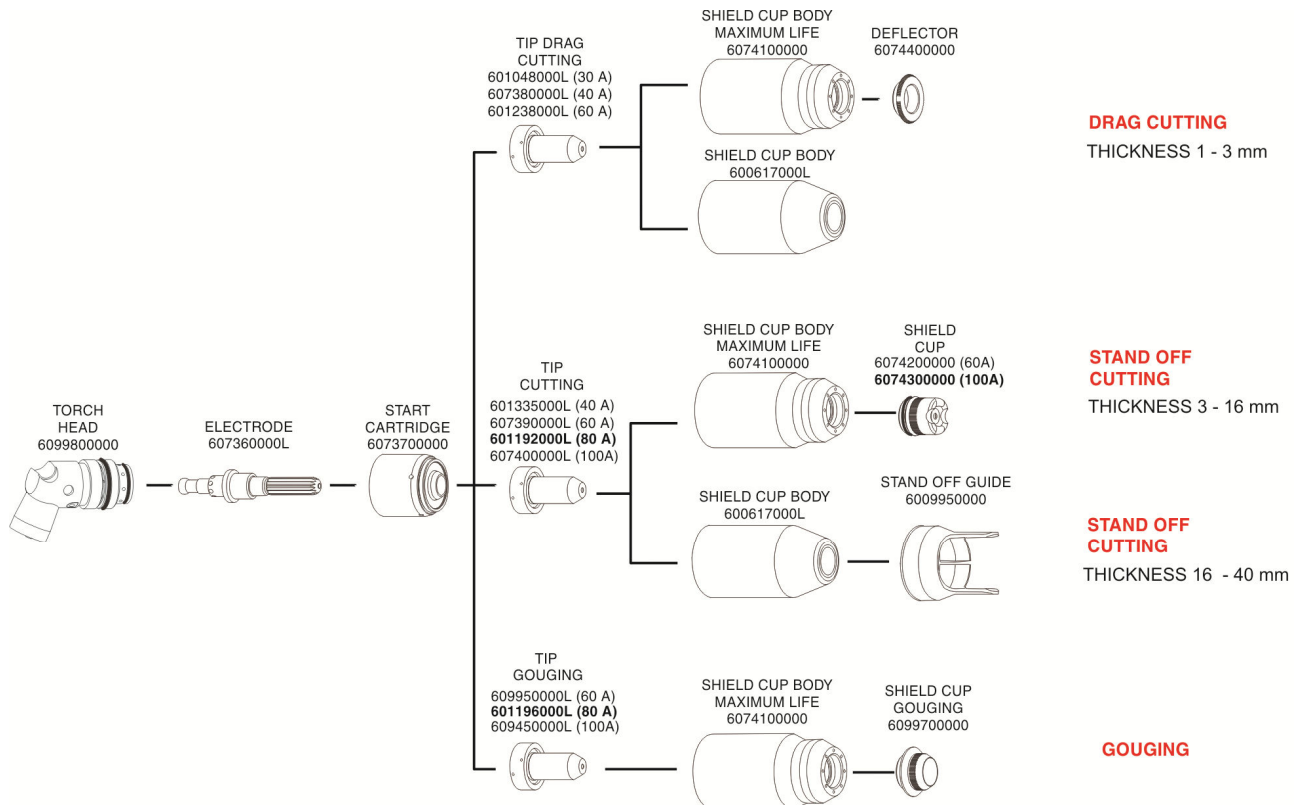 SHIELD CUP BODY
MAXIMUM LIFE
6074100000
DEFLECTOR
6074400000
TIP DRAG
CUTTING
601048000L (30 A)
607380000L (40 A)
601238000L (60 A)
DRAG CUTTING
THICKNESS 1 - 3 mm
SHIELD CUP BODY
600617000L
SHIELD CUP BODY
MAXIMUM LIFE
6074100000
SHIELD
CUP
6074200000 (60A)
6074300000 (100A)
STAND OFF
CUTTING
THICKNESS 3 - 16 mm
TIP
CUTTING
601335000L (40 A)
607390000L (60 A)
601192000L (80 A)
607400000L (100A)
TORCH
HEAD
6099800000
ELECTRODE
607360000L
START
CARTRIDGE
6073700000
SHIELD CUP BODY
600617000L
STAND OFF GUIDE
6009950000
STAND OFF
CUTTING
THICKNESS 16 - 40 mm
TIP
GOUGING
609950000L (60 A)
601196000L (80 A)
609450000L (100A)
SHIELD CUP BODY
MAXIMUM LIFE
6074100000
SHIELD CUP
GOUGING
6099700000
GOUGING